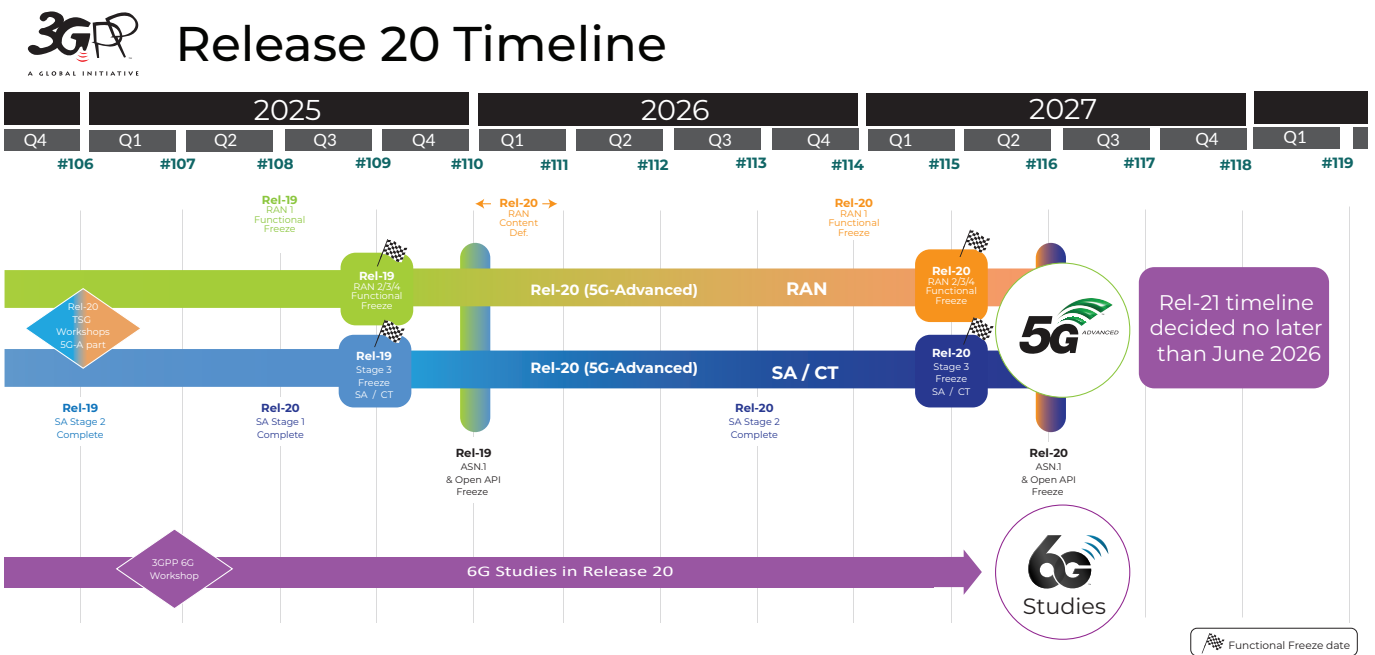 3GPP
A GLOBAL INITIATIVE
Release 20 Timeline
2025
2026
2027
Q4
Q1
Q2
Q3
Q4
Q1
Q2
Q3
Q4
Q1
Q2
Q3
Q4
Q1
#106
#107
#108
#109
#110
#111
#112
#113
#114
#115
#116
#117
#118
#119
Rel-19
RAN 1
Functional
Freeze
Rel-20
RAN
Content
Def.
Rel-20
RAN 1
Functional
Freeze
Rel-19
RAN 2/3/4
Functional
Freeze
Rel-20 (5G-Advanced)
RAN
Rel-20
RAN 2/3/4
Functional
Freeze
Rel-20
TSG
Workshops
5G-A part
5G
ADVANCED
Rel-21 timeline
decided no later
than June 2026
Rel-19
Stage 3
Freeze
SA / CT
Rel-20 (5G-Advanced)
SA / CT
Rel-20
Stage 3
Freeze
SA / CT
Rel-19
SA Stage 2
Complete
Rel-20
SA Stage 1
Complete
Rel-20
SA Stage 2
Complete
Rel-19
ASN.1
& Open API
Freeze
Rel-20
ASN.1
& Open API
Freeze
3GPP 6G
Workshop
6G Studies in Release 20
6G
Studies
Functional Freeze date